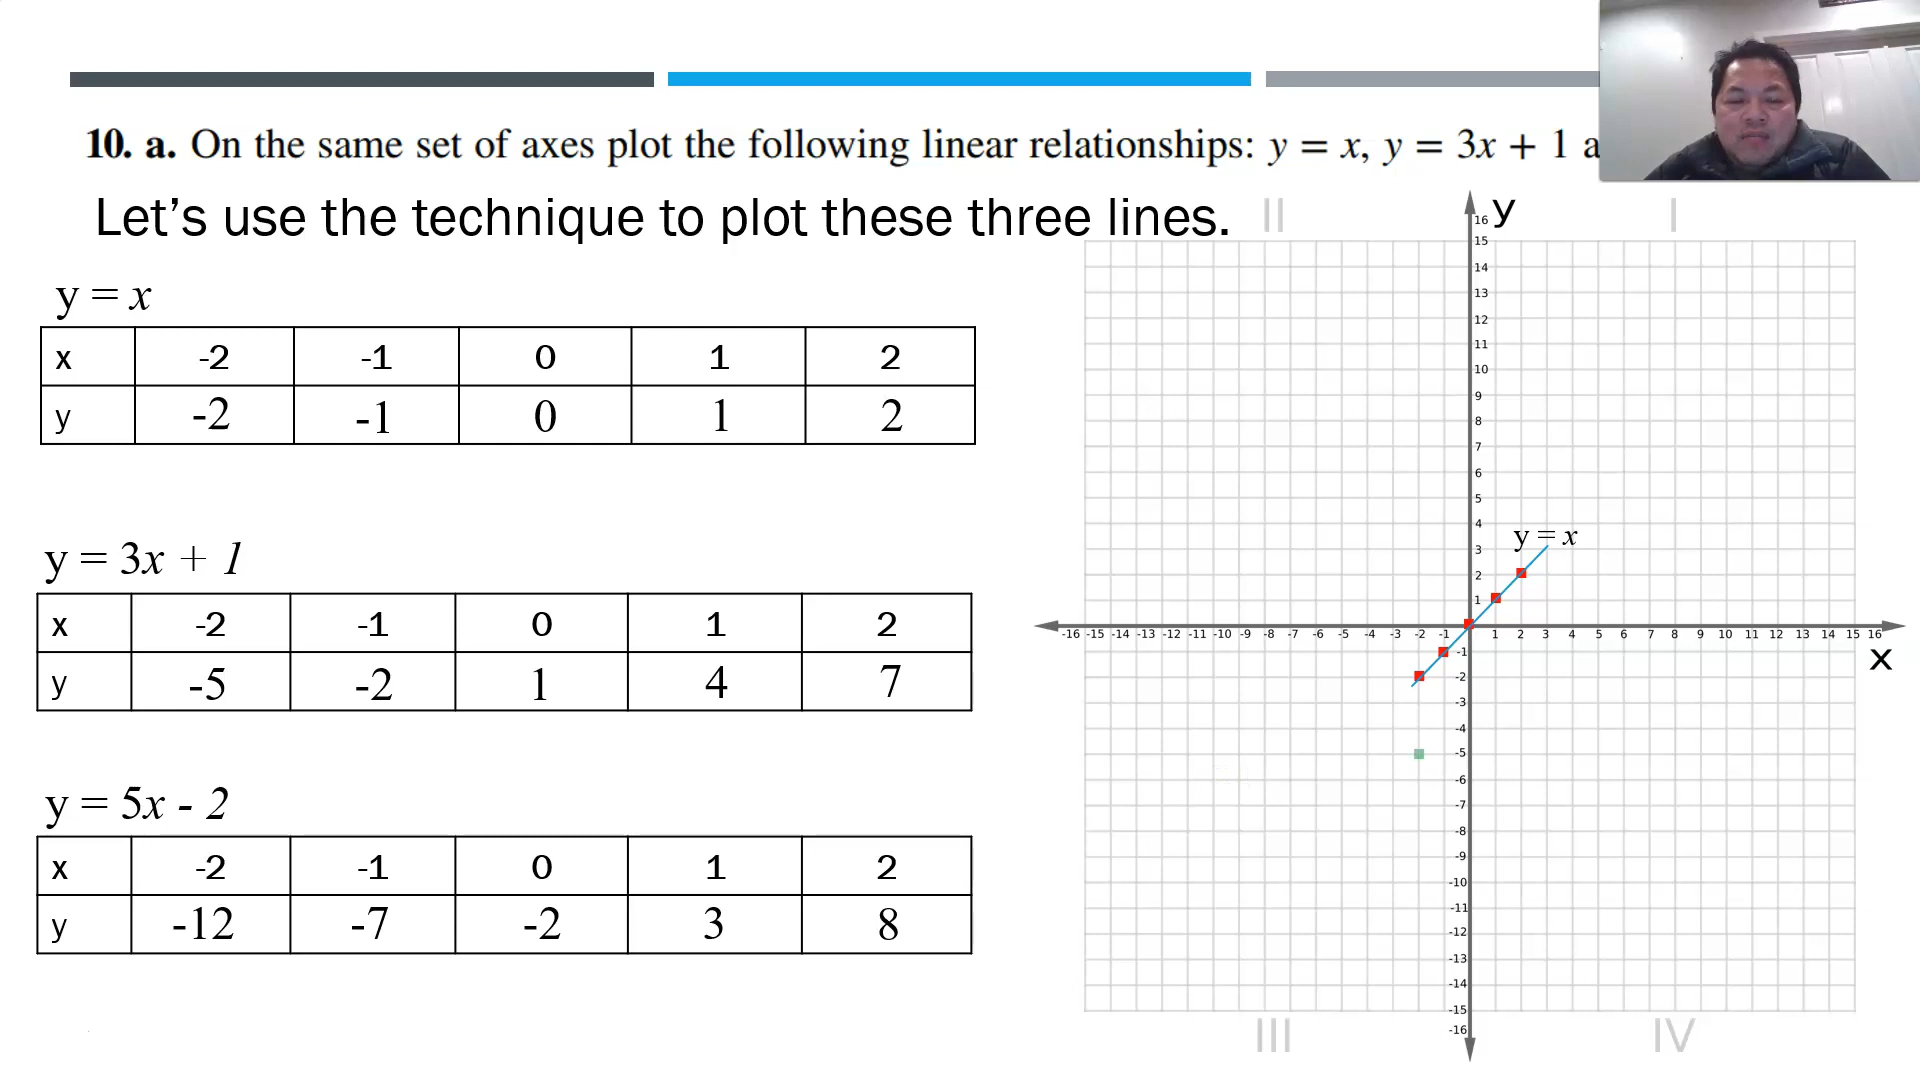 10. a. On the same set of axes plot the following linear relationships: y = x, y = 3x + 1 a
Let's use the technique to plot these three lines.
y = x
x -2 -1 0 1 2
y -2 -1 0 1 2
y = 3x + 1
x -2 -1 0 1 2
y -5 -2 1 4 7
y = 5x - 2
x -2 -1 0 1 2
y -12 -7 -2 3 8
II
I
y
16
15
14
13
12
11
10
9
8
7
6
5
4
3
2
1
y = x
-16 -15 -14 -13 -12 -11 -10 -9 -8 -7 -6 -5 -4 -3 -2 -1 1 2 3 4 5 6 7 8 9 10 11 12 13 14 15 16
x
-1
-2
-3
-4
-5
-6
-7
-8
-9
-10
-11
-12
-13
-14
-15
-16
III
IV